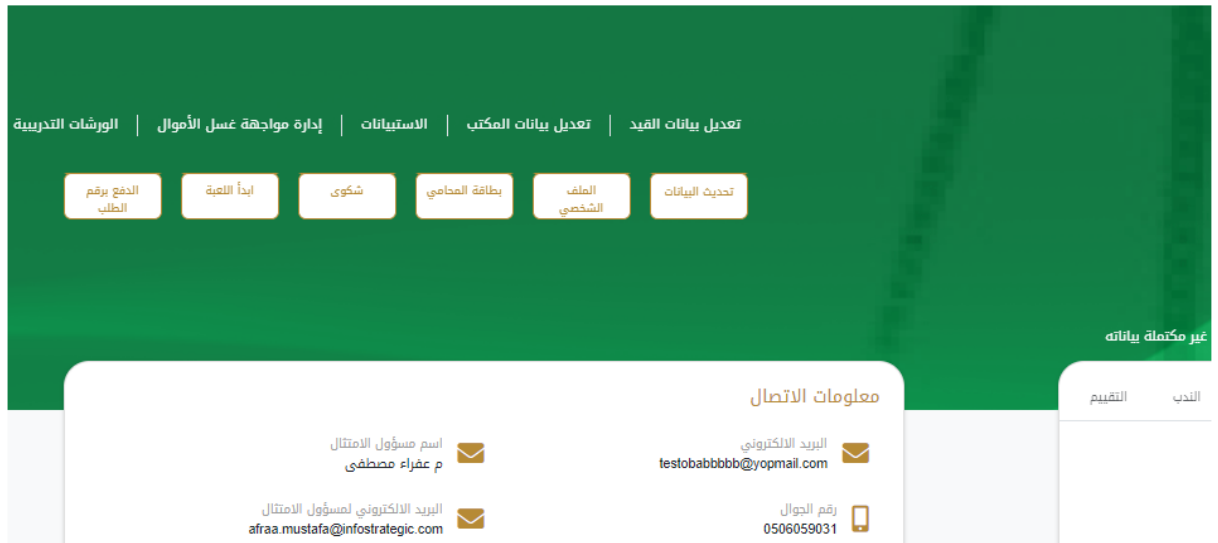 تعديل بيانات القيد
تعديل بيانات المكتب
الاستبيانات
إدارة مواجهة غسل الأموال
الورشات التدريبية
تحديث البيانات
الملف
الشخصي
بطاقة المحامي
شكوى
ابدأ اللعبة
الدفع برقم
الطلب
غير مكتملة بياناته
الندب
التقييم
معلومات الاتصال
البريد الالكتروني
testobabbbbb@yopmail.com
اسم مسؤول الامتثال
م عفراء مصطفى
رقم الجوال
0506059031
البريد الالكتروني لمسؤول الامتثال
afraa.mustafa@infostrategic.com